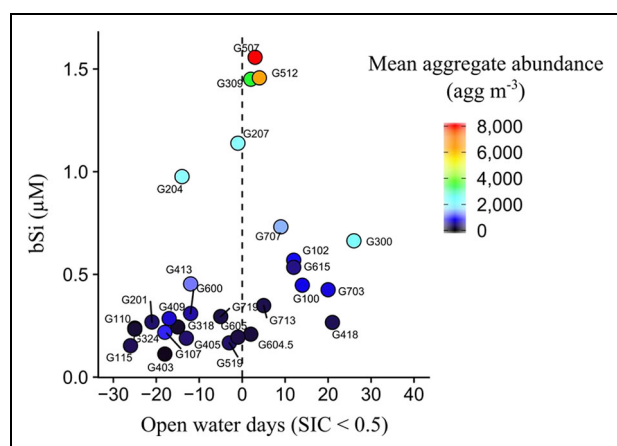 G507
G512
G309
G207
G204
G707
G300
G102
G413
G615
G600
G100
G703
G201
G409
G719
G110
G318
G605
G713
G418
G324
G405
G604.5
G115
G107
G519
G403
1.5
1.0
0.5
0.0
bSi (µM)
−30 −20 −10 0 10 20 30 40
Open water days (SIC < 0.5)
Mean aggregate abundance
(agg m⁻³)
8,000
6,000
4,000
2,000
0